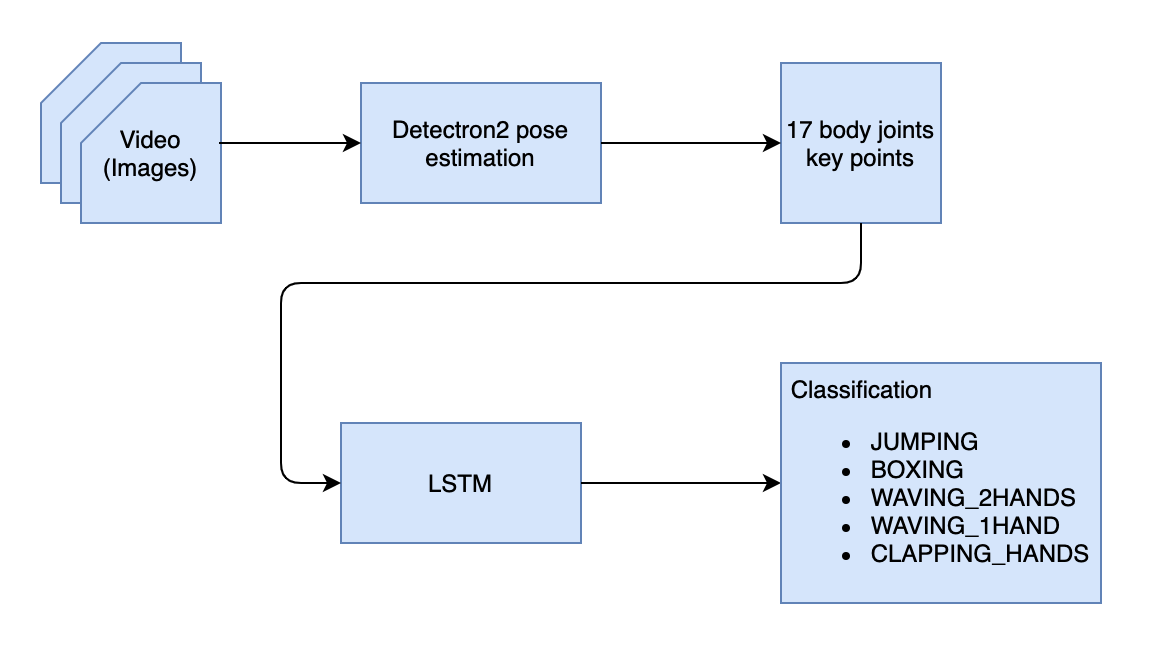 Video
(Images)
Detectron2 pose
estimation
17 body joints
key points
LSTM
Classification
• JUMPING
• BOXING
• WAVING_2HANDS
• WAVING_1HAND
• CLAPPING_HANDS